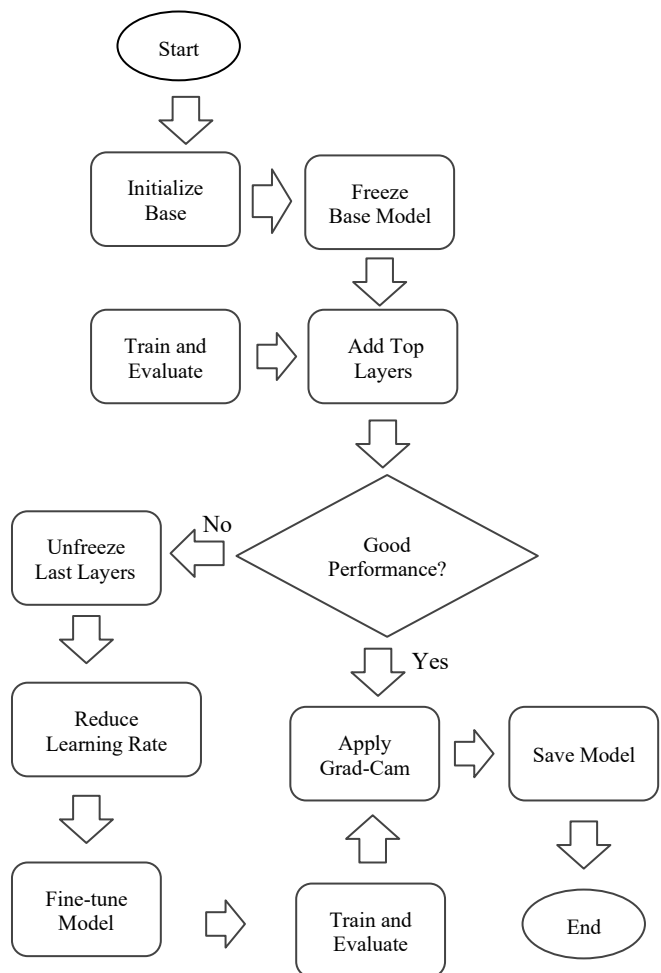 Start
Initialize
Base
Freeze
Base Model
Train and
Evaluate
Add Top
Layers
Good
Performance?
No
Unfreeze
Last Layers
Yes
Reduce
Learning Rate
Apply
Grad-Cam
Save Model
Fine-tune
Model
Train and
Evaluate
End